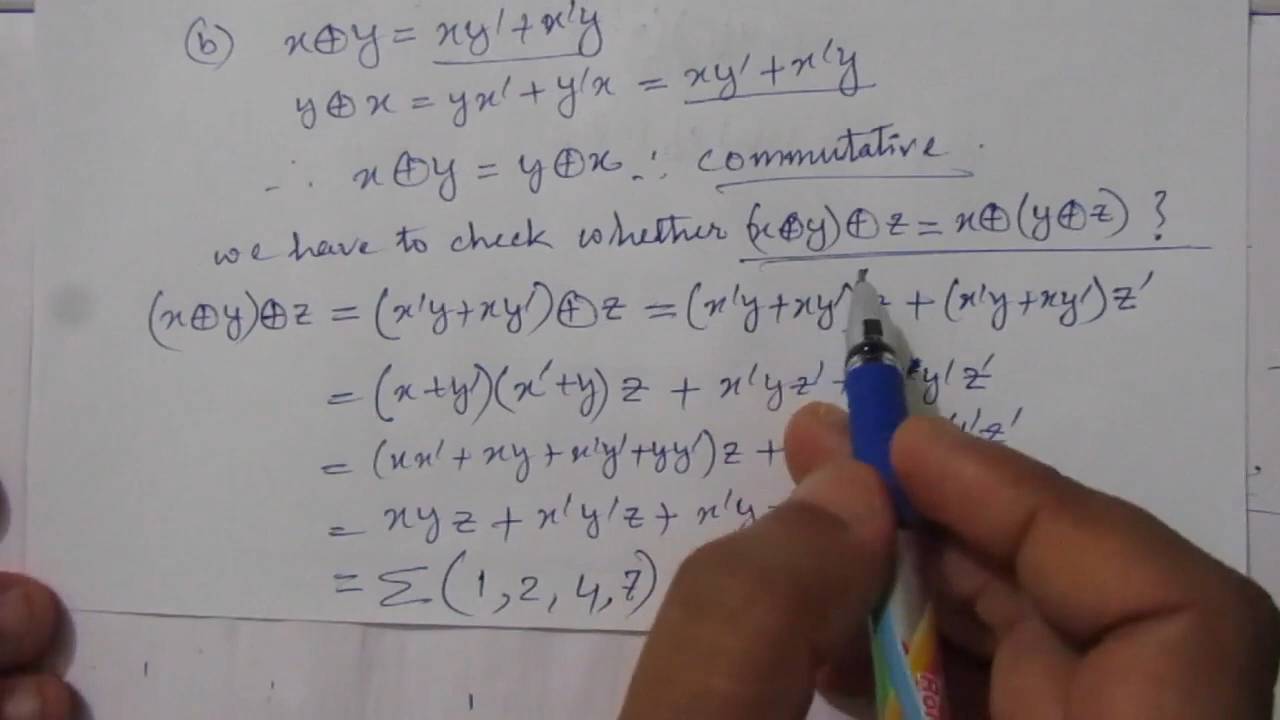 (b) x⊕y = xy' + x'y
y⊕x = yx' + y'x = xy' + x'y
∴ x⊕y = y⊕x ∴ commutative.
we have to check whether (x⊕y)⊕z = x⊕(y⊕z)?
(x⊕y)⊕z = (x'y+xy')⊕z = (x'y+xy' z + (x'y+xy')z'
= (x+y')(x'+y) z + x'yz' + y'z'
= (xx' + xy + x'y' + yy')z + y'z'
= xyz + x'y'z + x'y
= Σ(1,2,4,7)
Ro